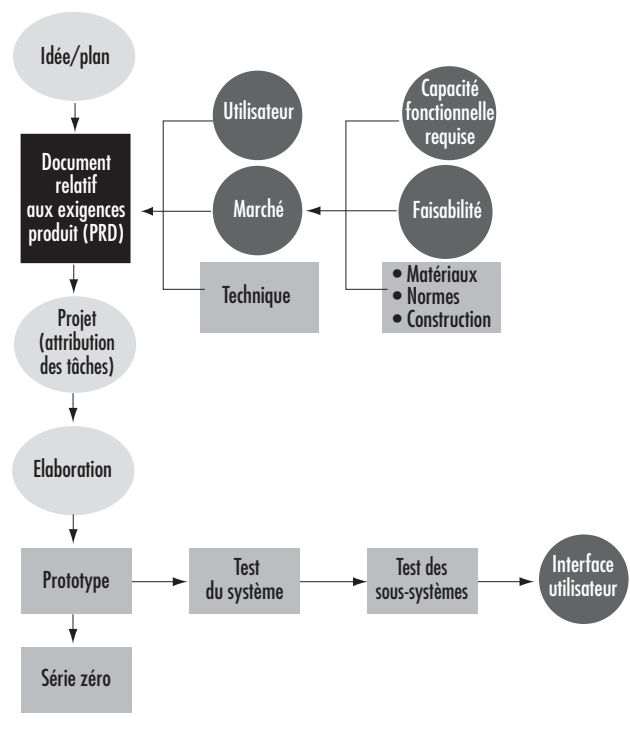 Idée/plan
Document
relatif
aux exigences
produit (PRD)
Projet
(attribution
des tâches)
Elaboration
Prototype
Série zéro
Utilisateur
Marché
Technique
Capacité
fonctionnelle
requise
Faisabilité
• Matériaux
• Normes
• Construction
Test
du système
Test des
sous-systèmes
Interface
utilisateur